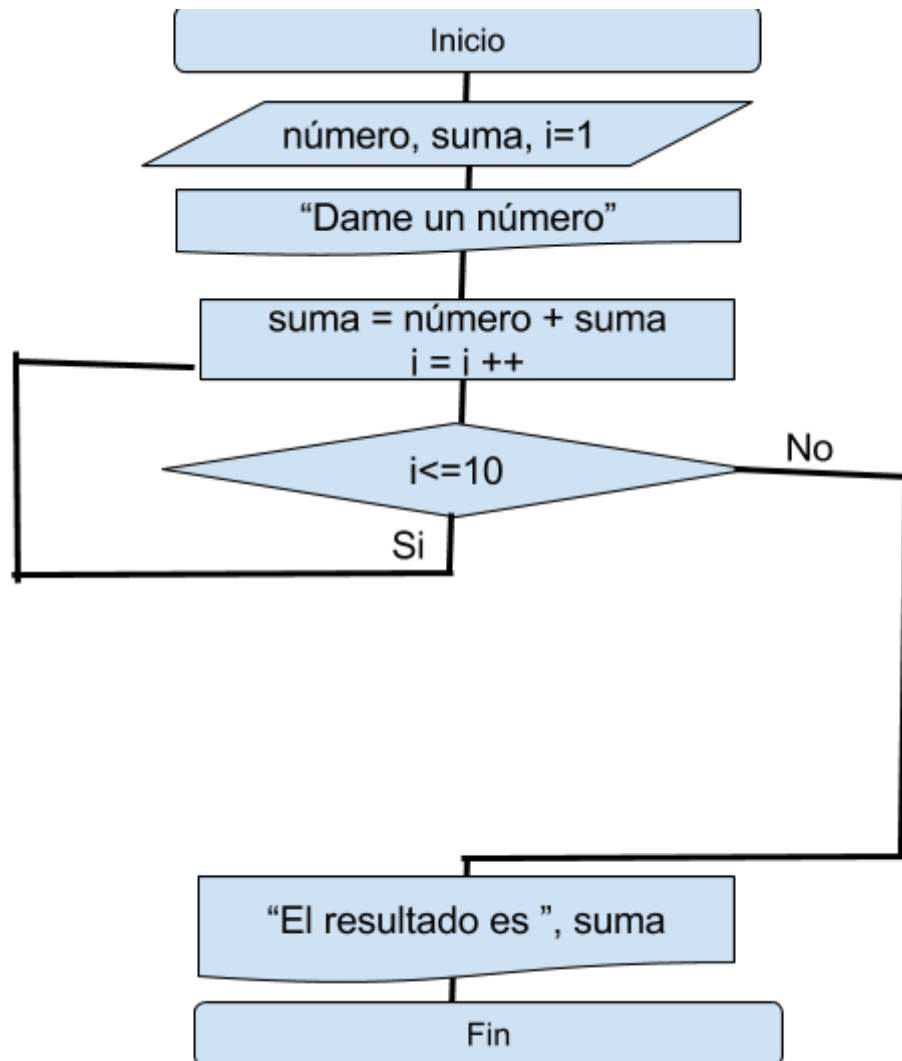 Inicio
número, suma, i=1
“Dame un número”
suma = número + suma
i = i ++
i<=10
No
Si
“El resultado es ”, suma
Fin